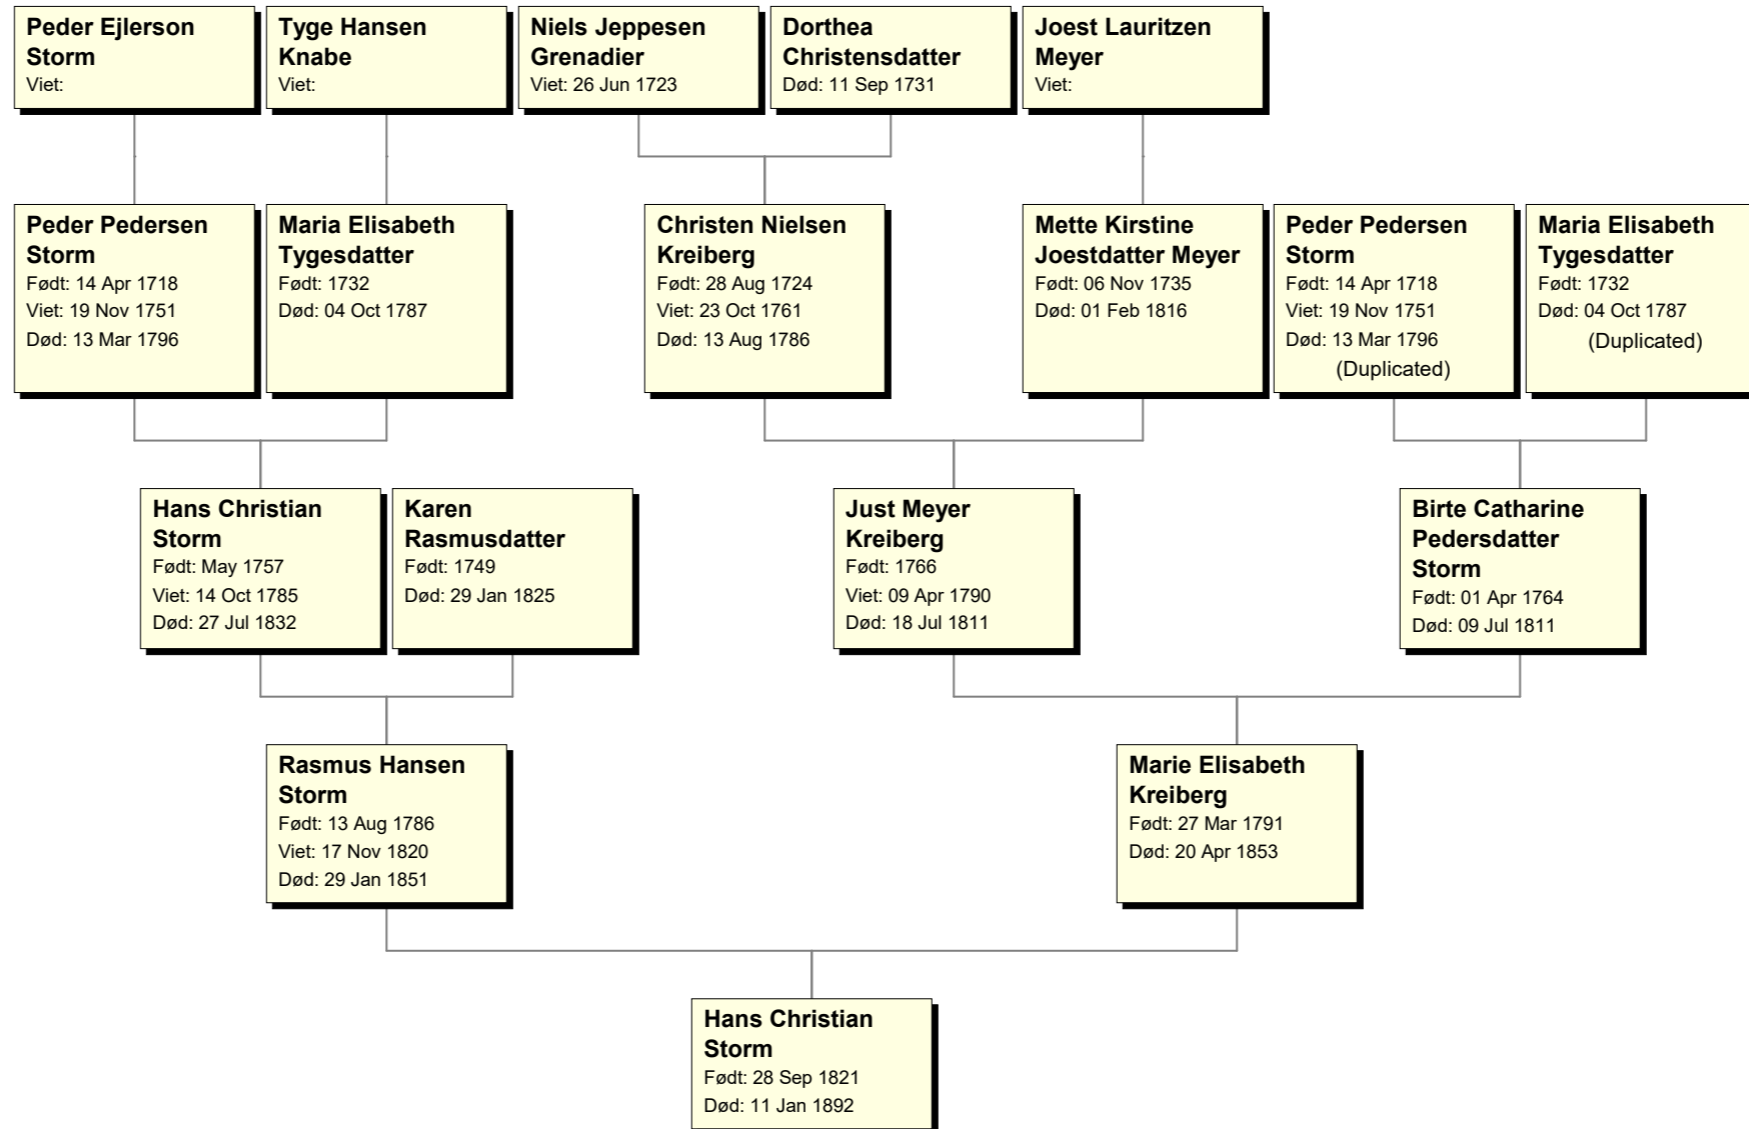 Peder Ejlerson
Storm
Viet:
Tyge Hansen
Knabe
Viet:
Niels Jeppesen
Grenadier
Viet: 26 Jun 1723
Dorthea
Christensdatter
Død: 11 Sep 1731
Joest Lauritzen
Meyer
Viet:
Peder Pedersen
Storm
Født: 14 Apr 1718
Viet: 19 Nov 1751
Død: 13 Mar 1796
Maria Elisabeth
Tygesdatter
Født: 1732
Død: 04 Oct 1787
Christen Nielsen
Kreiberg
Født: 28 Aug 1724
Viet: 23 Oct 1761
Død: 13 Aug 1786
Mette Kirstine
Joestdatter Meyer
Født: 06 Nov 1735
Død: 01 Feb 1816
Peder Pedersen
Storm
Født: 14 Apr 1718
Viet: 19 Nov 1751
Død: 13 Mar 1796
(Duplicated)
Maria Elisabeth
Tygesdatter
Født: 1732
Død: 04 Oct 1787
(Duplicated)
Hans Christian
Storm
Født: May 1757
Viet: 14 Oct 1785
Død: 27 Jul 1832
Karen
Rasmusdatter
Født: 1749
Død: 29 Jan 1825
Just Meyer
Kreiberg
Født: 1766
Viet: 09 Apr 1790
Død: 18 Jul 1811
Birte Catharine
Pedersdatter
Storm
Født: 01 Apr 1764
Død: 09 Jul 1811
Rasmus Hansen
Storm
Født: 13 Aug 1786
Viet: 17 Nov 1820
Død: 29 Jan 1851
Marie Elisabeth
Kreiberg
Født: 27 Mar 1791
Død: 20 Apr 1853
Hans Christian
Storm
Født: 28 Sep 1821
Død: 11 Jan 1892